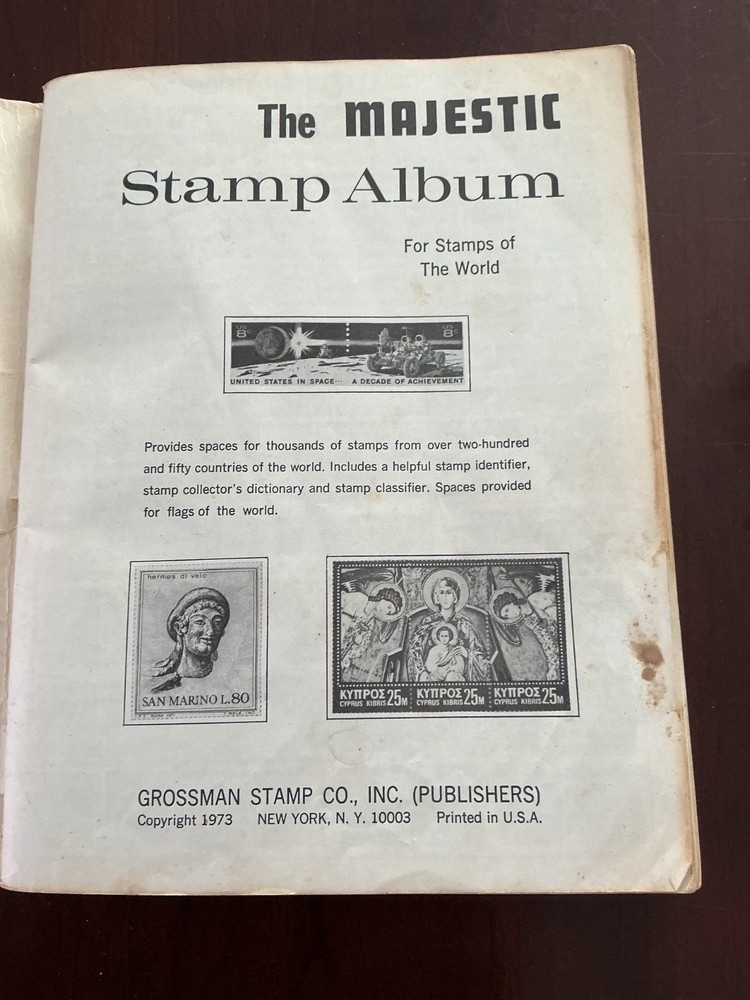 The MAJESTIC
Stamp Album
For Stamps of
The World
US 8c
US 8c
UNITED STATES IN SPACE... A DECADE OF ACHIEVEMENT
Provides spaces for thousands of stamps from over two-hundred
and fifty countries of the world. Includes a helpful stamp identifier,
stamp collector's dictionary and stamp classifier. Spaces provided
for flags of the world.
hermes di veio
SAN MARINO L.80
ΚΥΠΡΟΣ 25M ΚΥΠΡΟΣ 25M ΚΥΠΡΟΣ 25M
CYPRUS KIBRIS CYPRUS KIBRIS CYPRUS KIBRIS
GROSSMAN STAMP CO., INC. (PUBLISHERS)
Copyright 1973 NEW YORK, N. Y. 10003 Printed in U.S.A.